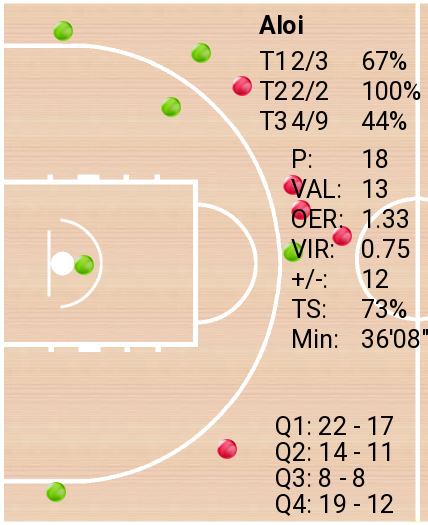 Aloi
T1 2/3 67%
T2 2/2 100%
T3 4/9 44%
P: 18
VAL: 13
OER: 1.33
VIR: 0.75
+/-: 12
TS: 73%
Min: 36'08"
Q1: 22 - 17
Q2: 14 - 11
Q3: 8 - 8
Q4: 19 - 12